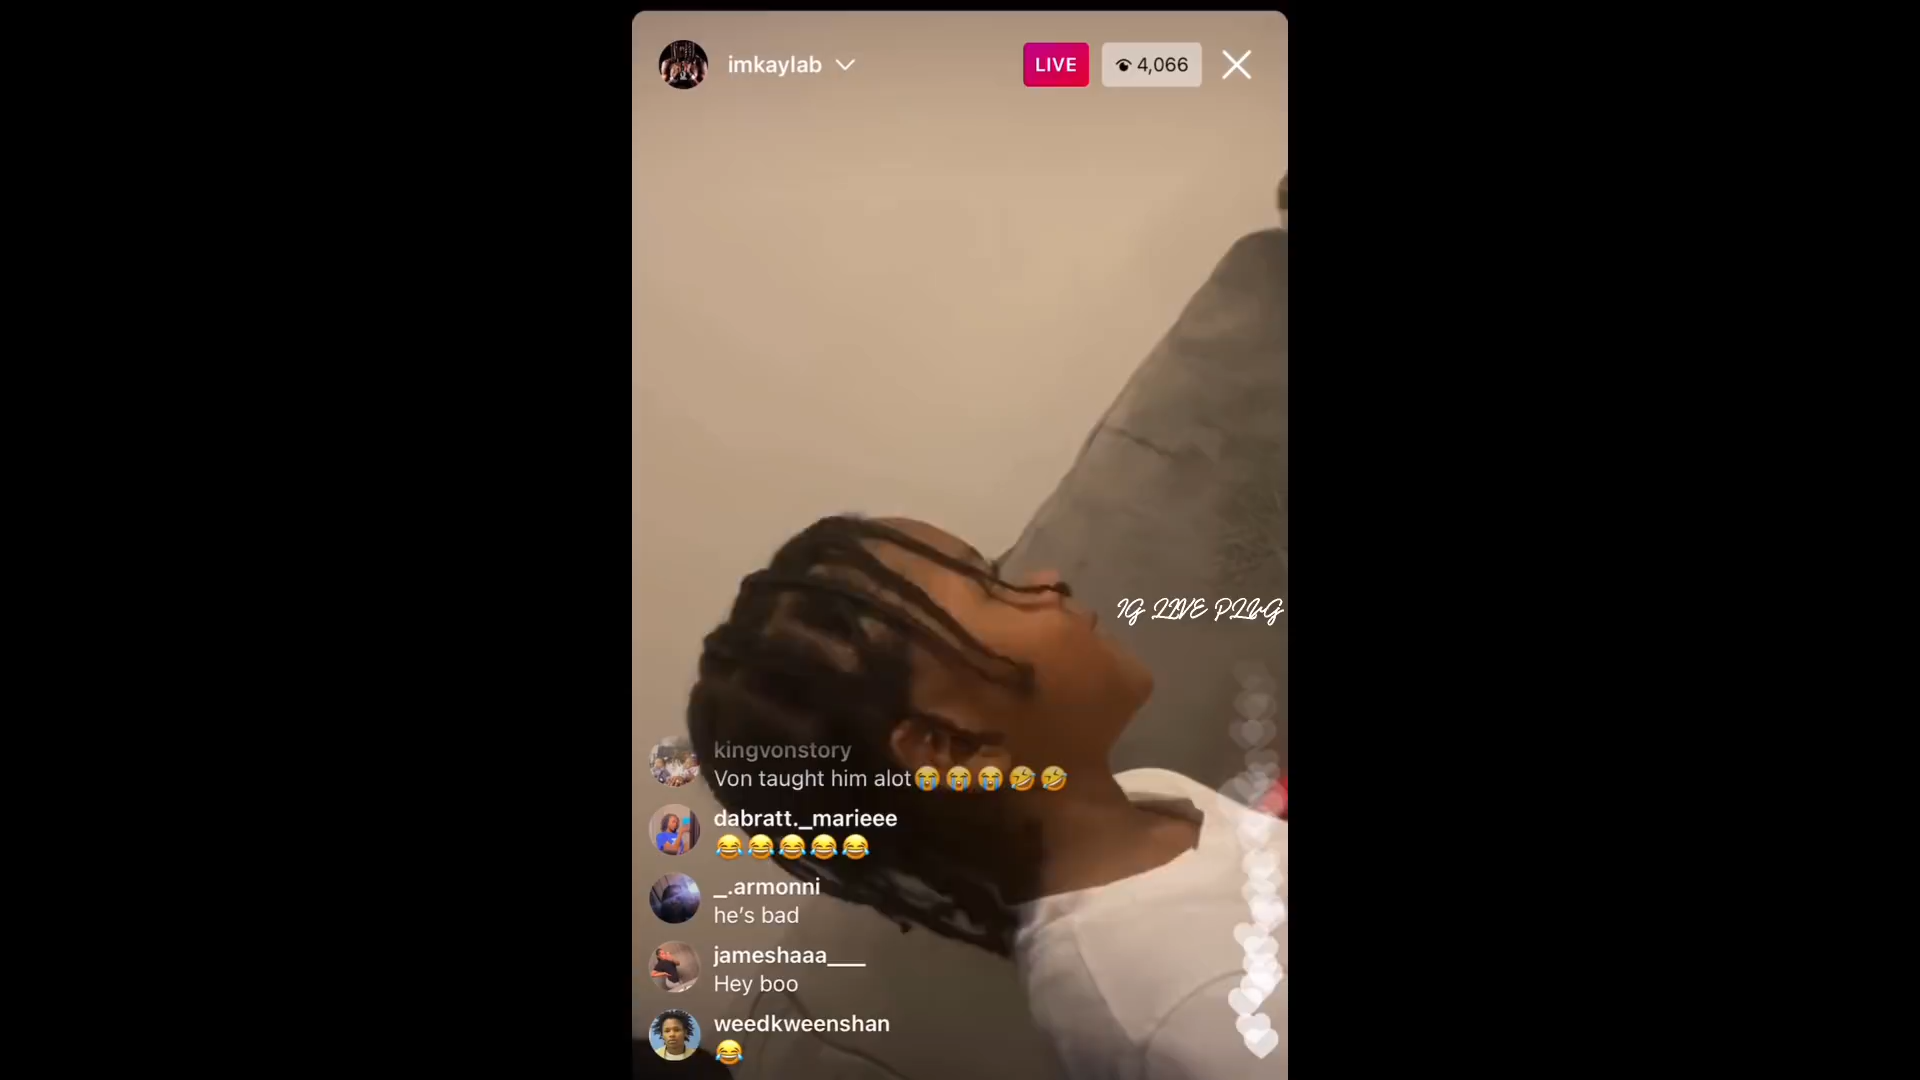 imkaylab
LIVE
4,066
IG LIVE PLUG
kingvonstory
Von taught him alot😭😭😭🤣🤣
dabratt._marieee
😂😂😂😂😂
_.armonni
he's bad
jameshaaa___
Hey boo
weedkweenshan
😂